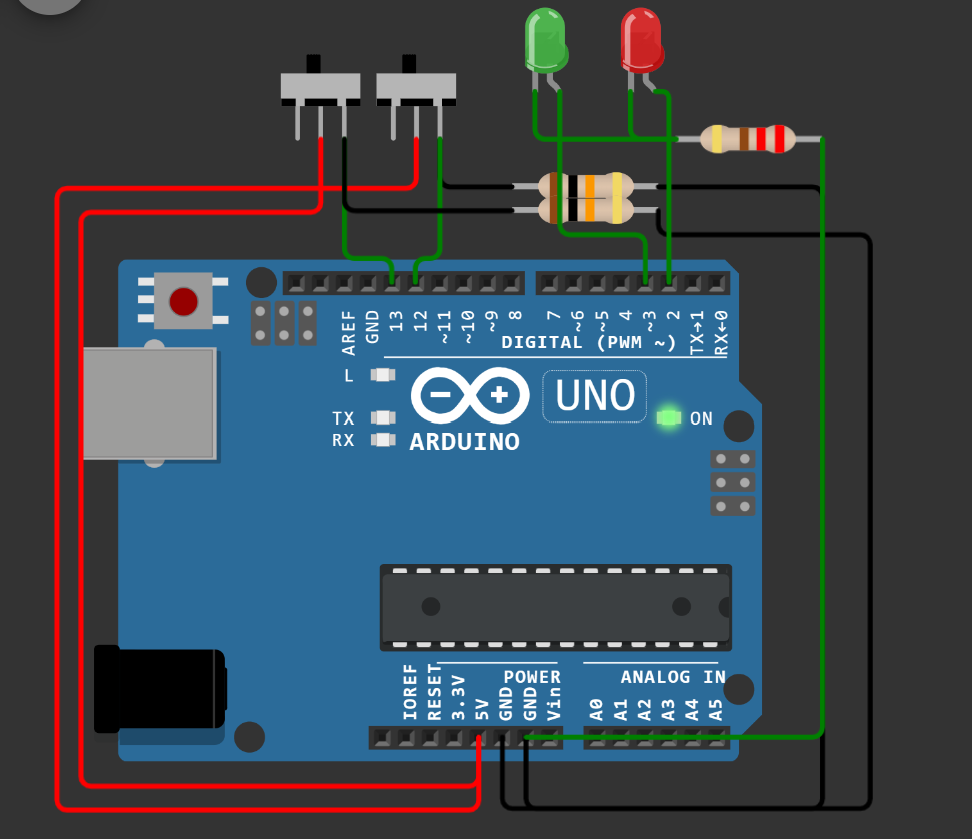 AREF
GND
13
12
~11
~10
~9
8
7
~6
~5
4
~3
2
TX→1
RX←0
DIGITAL (PWM ~)
L
TX
RX
UNO
ON
ARDUINO
POWER
ANALOG IN
IOREF
RESET
3.3V
5V
GND
GND
Vin
A0
A1
A2
A3
A4
A5